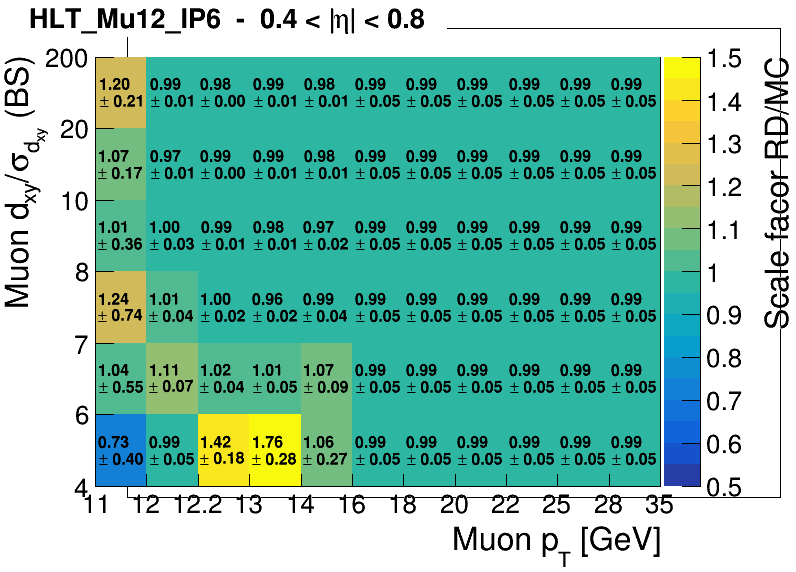 HLT_Mu12_IP6 - 0.4 < |η| < 0.8
Muon d_xy/σ_d_xy (BS)
200
1.20 0.99 0.98 0.99 0.98 0.99 0.99 0.99 0.99 0.99 0.99
± 0.21 ± 0.01 ± 0.00 ± 0.01 ± 0.01 ± 0.05 ± 0.05 ± 0.05 ± 0.05 ± 0.05 ± 0.05
20
1.07 0.97 0.99 0.99 0.98 0.99 0.99 0.99 0.99 0.99 0.99
± 0.17 ± 0.01 ± 0.00 ± 0.01 ± 0.01 ± 0.05 ± 0.05 ± 0.05 ± 0.05 ± 0.05 ± 0.05
10
1.01 1.00 0.99 0.98 0.97 0.99 0.99 0.99 0.99 0.99 0.99
± 0.36 ± 0.03 ± 0.01 ± 0.01 ± 0.02 ± 0.05 ± 0.05 ± 0.05 ± 0.05 ± 0.05 ± 0.05
8
1.24 1.01 1.00 0.96 0.99 0.99 0.99 0.99 0.99 0.99 0.99
± 0.74 ± 0.04 ± 0.02 ± 0.02 ± 0.04 ± 0.05 ± 0.05 ± 0.05 ± 0.05 ± 0.05 ± 0.05
7
1.04 1.11 1.02 1.01 1.07 0.99 0.99 0.99 0.99 0.99 0.99
± 0.55 ± 0.07 ± 0.04 ± 0.05 ± 0.09 ± 0.05 ± 0.05 ± 0.05 ± 0.05 ± 0.05 ± 0.05
6
0.73 0.99 1.42 1.76 1.06 0.99 0.99 0.99 0.99 0.99 0.99
± 0.40 ± 0.05 ± 0.18 ± 0.28 ± 0.27 ± 0.05 ± 0.05 ± 0.05 ± 0.05 ± 0.05 ± 0.05
4
11 12 12.2 13 14 16 18 20 22 25 28 35
Muon p_T [GeV]
1.5
1.4
1.3
1.2
1.1
1
0.9
0.8
0.7
0.6
0.5
Scale facor RD/MC